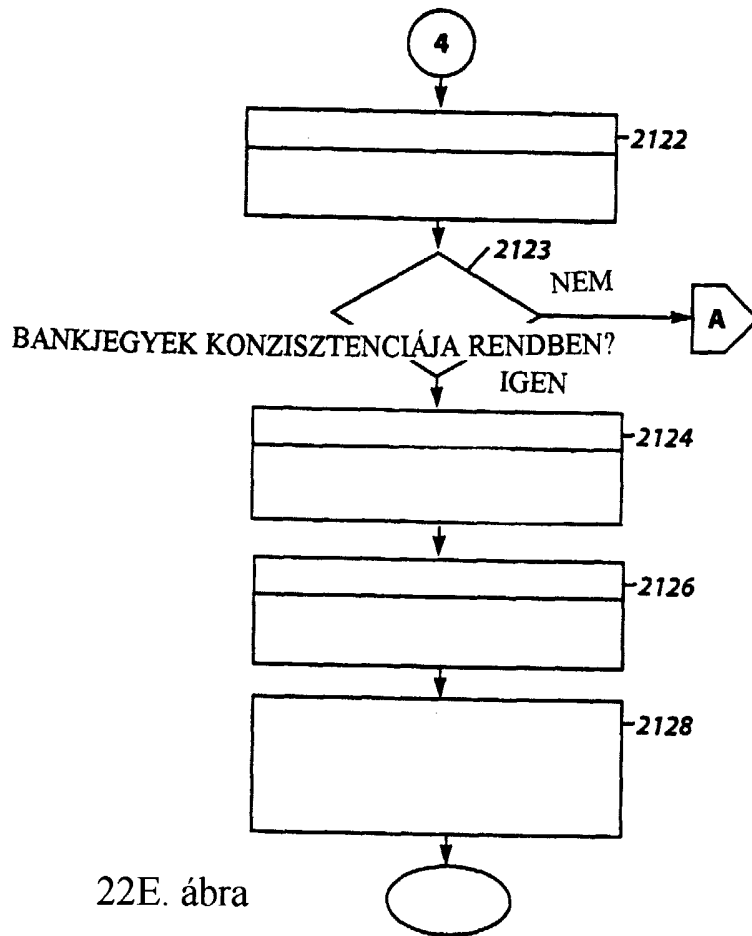 4
2122
2123
NEM
A
BANKJEGYEK KONZISZTENCIÁJA RENDBEN?
IGEN
2124
2126
2128
22E. ábra